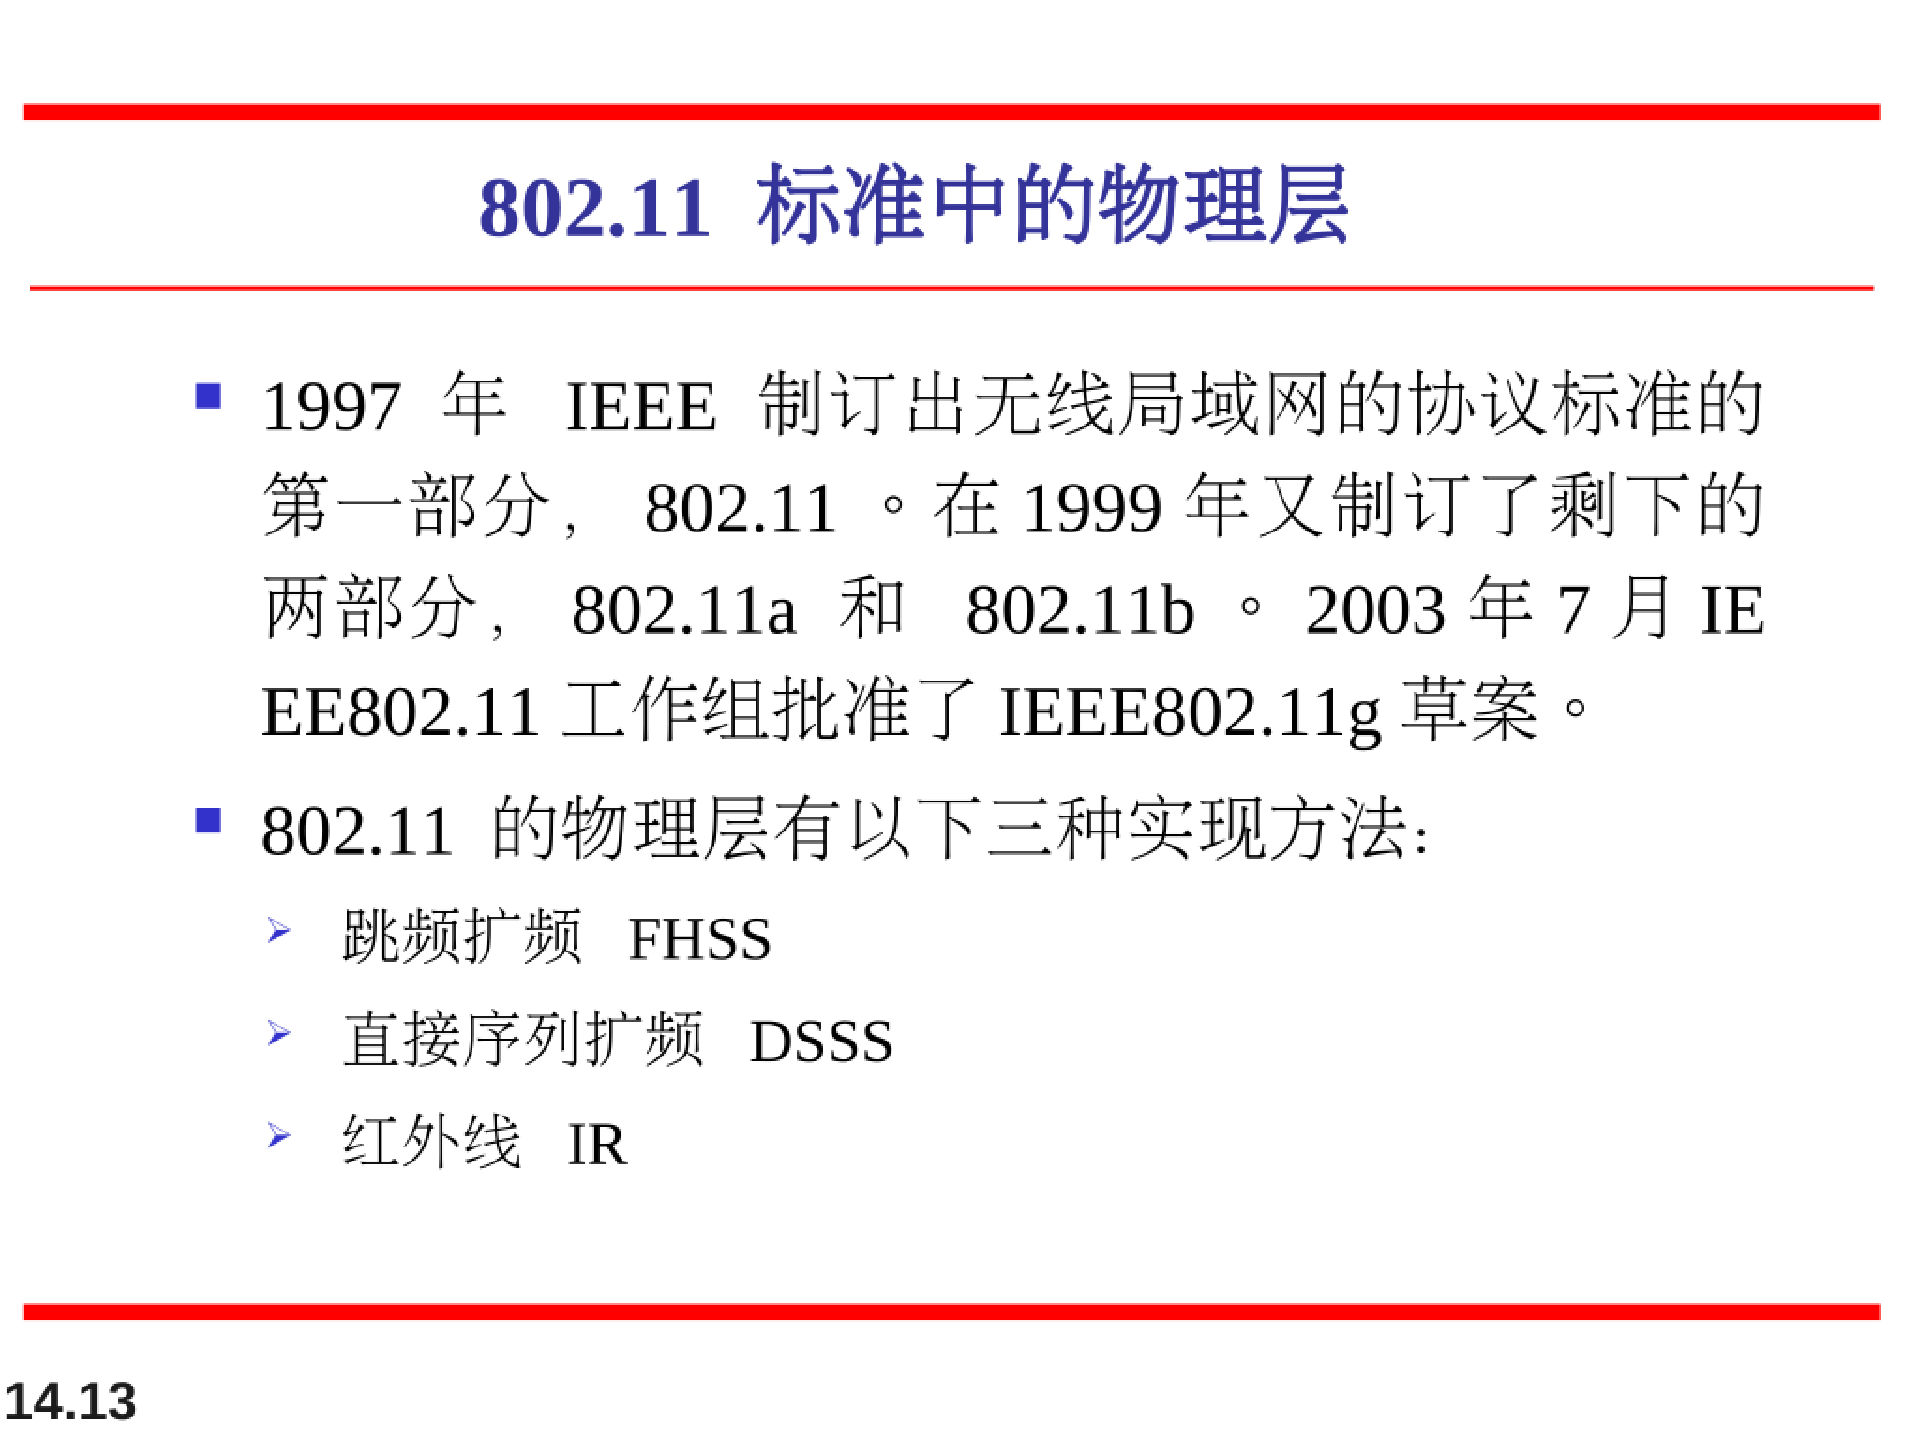 802.11 标准中的物理层
1997 年 IEEE 制订出无线局域网的协议标准的
第一部分， 802.11 。在 1999 年又制订了剩下的
两部分， 802.11a 和 802.11b 。 2003 年 7 月 IE
EE802.11 工作组批准了 IEEE802.11g 草案。
802.11 的物理层有以下三种实现方法：
跳频扩频 FHSS
直接序列扩频 DSSS
红外线 IR
14.13